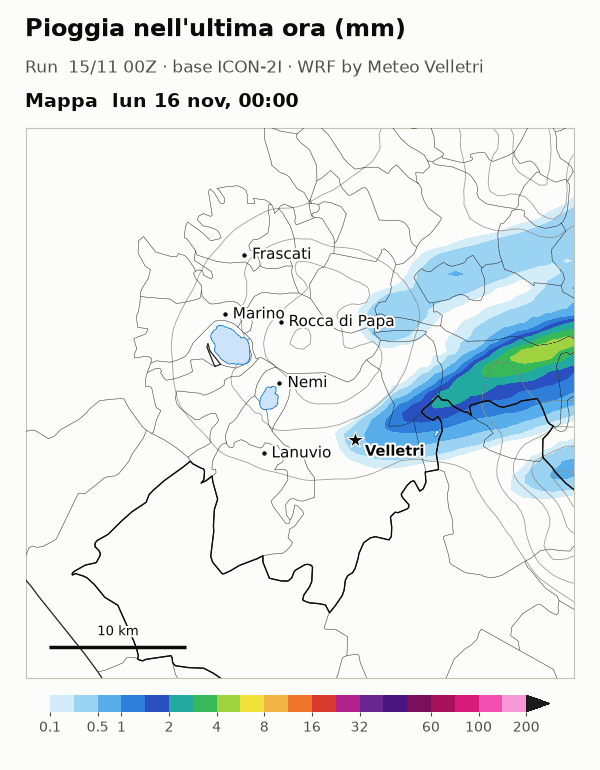 Pioggia nell'ultima ora (mm)
Run  15/11 00Z · base ICON-2I · WRF by Meteo Velletri
Mappa  lun 16 nov, 00:00
Frascati
Marino
Rocca di Papa
Nemi
Velletri
Lanuvio
10 km
0.1 0.5 1 2 4 8 16 32 60 100 200